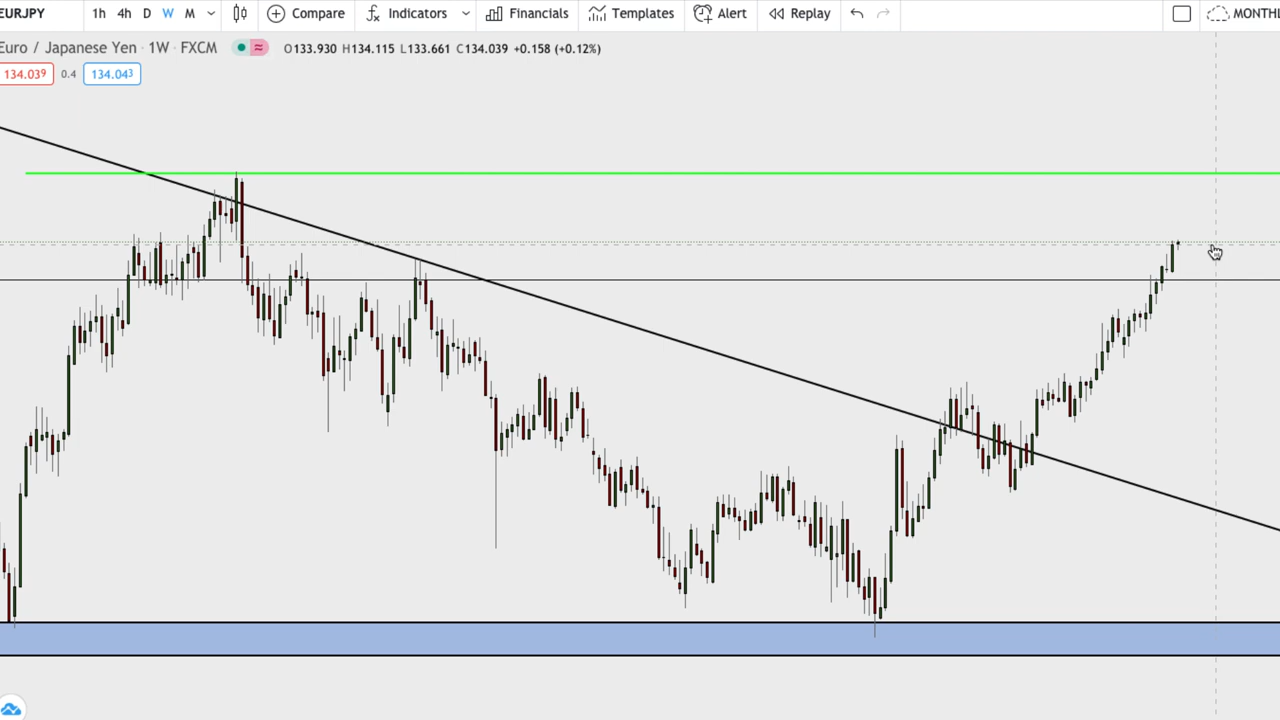 EURJPY 1h 4h D W M Compare Indicators Financials Templates Alert Replay MONTHL
Euro / Japanese Yen · 1W · FXCM O133.930 H134.115 L133.661 C134.039 +0.158 (+0.12%)
134.039 0.4 134.043